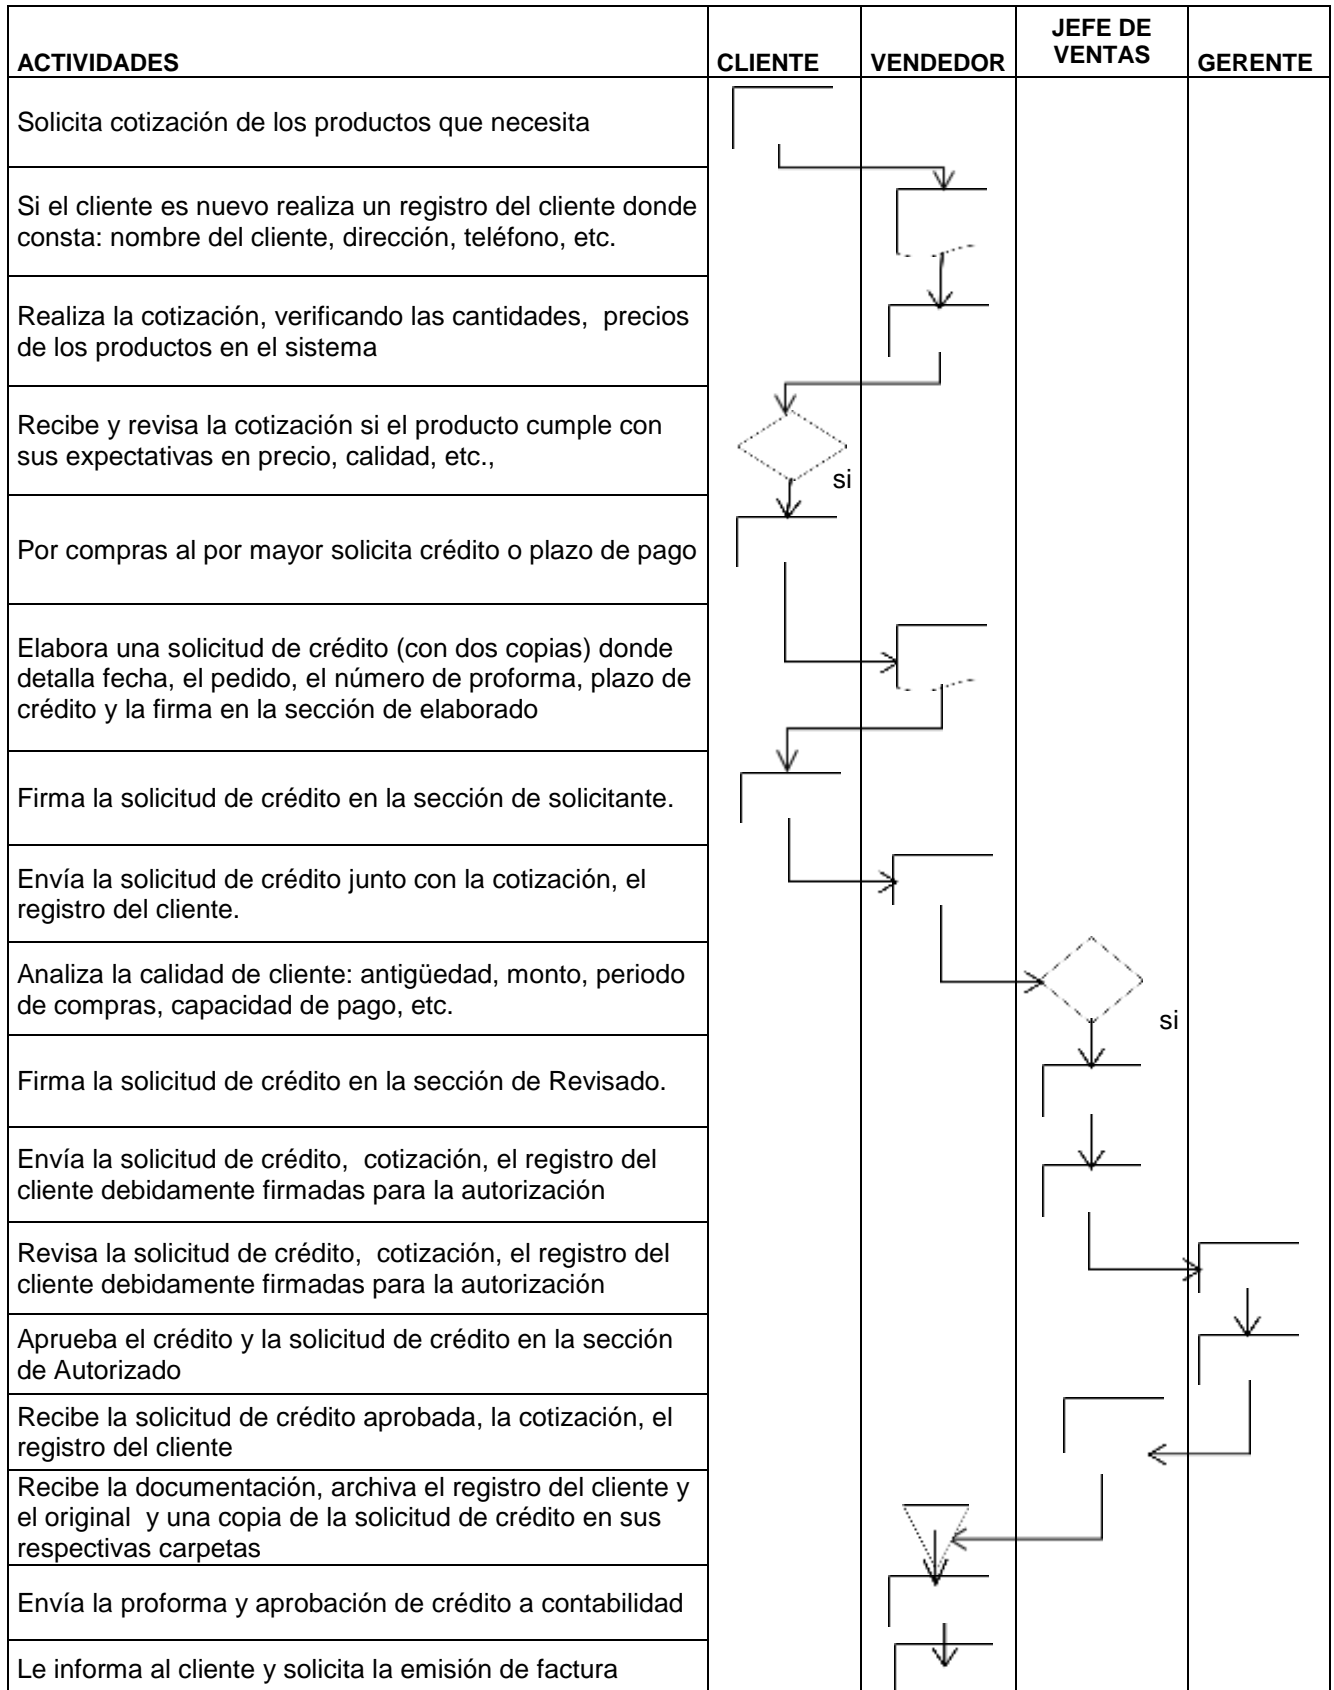 ACTIVIDADES CLIENTE VENDEDOR JEFE DE VENTAS GERENTE
Solicita cotización de los productos que necesita
Si el cliente es nuevo realiza un registro del cliente donde
consta: nombre del cliente, dirección, teléfono, etc.
Realiza la cotización, verificando las cantidades, precios
de los productos en el sistema
Recibe y revisa la cotización si el producto cumple con
sus expectativas en precio, calidad, etc.,
si
Por compras al por mayor solicita crédito o plazo de pago
Elabora una solicitud de crédito (con dos copias) donde
detalla fecha, el pedido, el número de proforma, plazo de
crédito y la firma en la sección de elaborado
Firma la solicitud de crédito en la sección de solicitante.
Envía la solicitud de crédito junto con la cotización, el
registro del cliente.
Analiza la calidad de cliente: antigüedad, monto, periodo
de compras, capacidad de pago, etc.
si
Firma la solicitud de crédito en la sección de Revisado.
Envía la solicitud de crédito, cotización, el registro del
cliente debidamente firmadas para la autorización
Revisa la solicitud de crédito, cotización, el registro del
cliente debidamente firmadas para la autorización
Aprueba el crédito y la solicitud de crédito en la sección
de Autorizado
Recibe la solicitud de crédito aprobada, la cotización, el
registro del cliente
Recibe la documentación, archiva el registro del cliente y
el original y una copia de la solicitud de crédito en sus
respectivas carpetas
Envía la proforma y aprobación de crédito a contabilidad
Le informa al cliente y solicita la emisión de factura